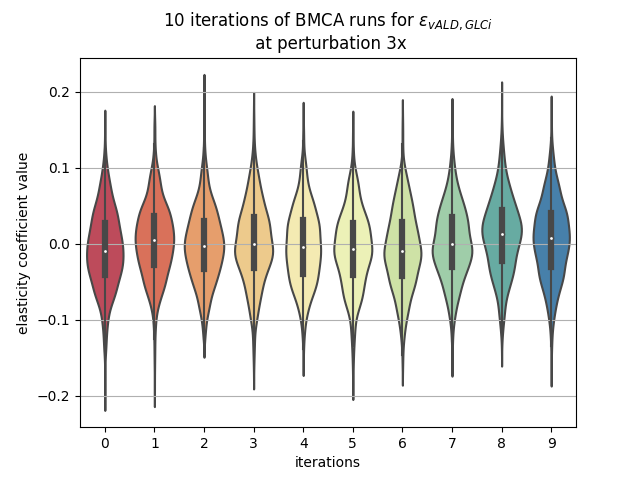 10 iterations of BMCA runs for ε_{vALD,GLCi}
at perturbation 3x
elasticity coefficient value
0.2
0.1
0.0
−0.1
−0.2
0 1 2 3 4 5 6 7 8 9
iterations